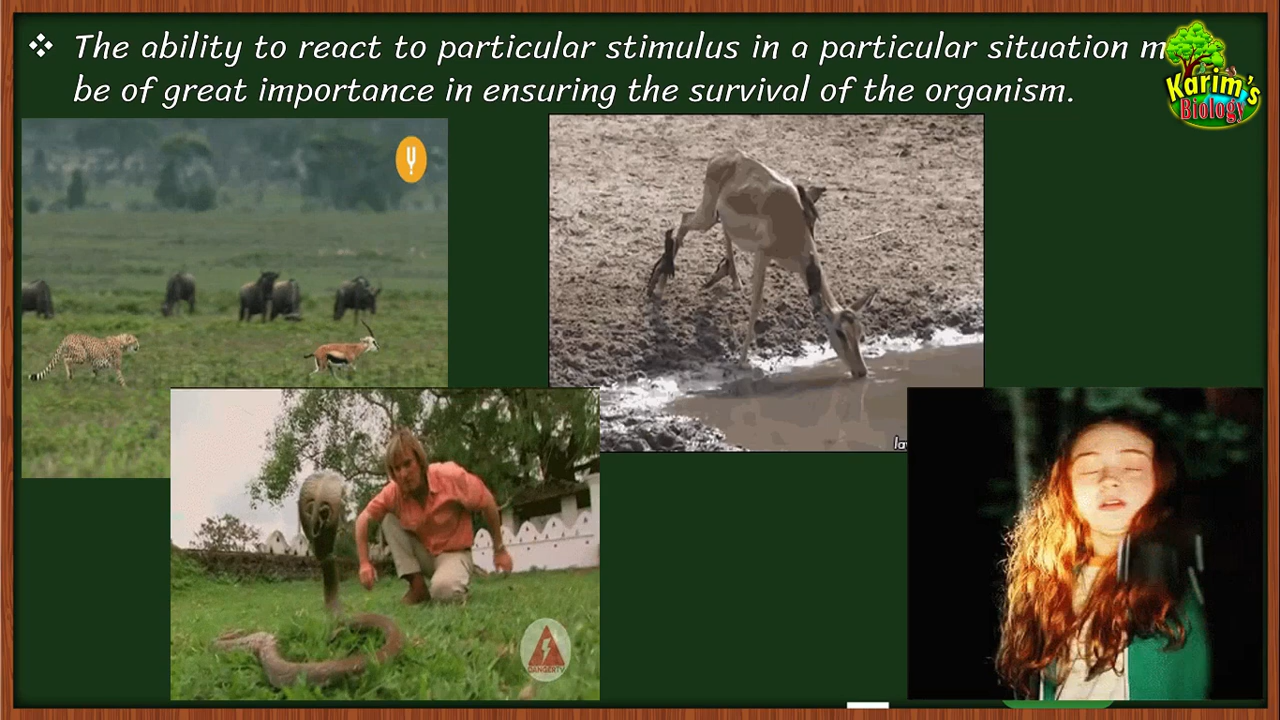 ❖ The ability to react to particular stimulus in a particular situation m
be of great importance in ensuring the survival of the organism.
Karim's
Biology
DANGERTV